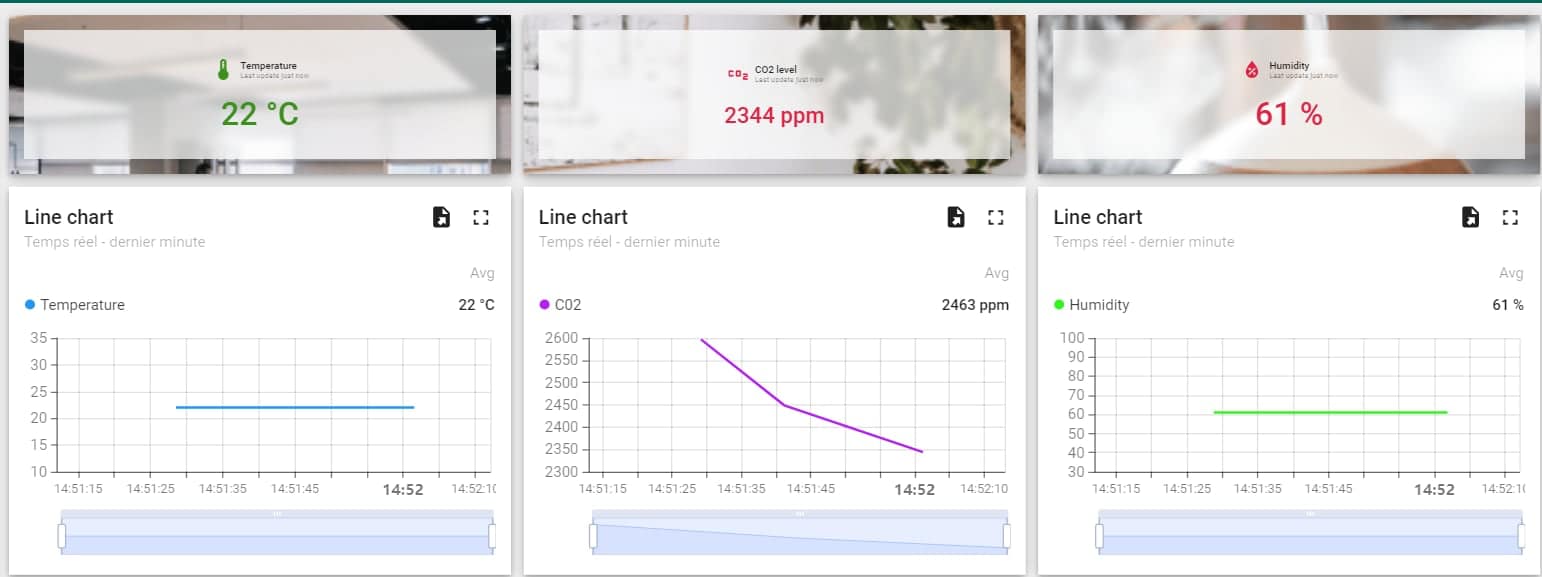 Temperature
Last update just now
22 °C
CO2 level
Last update just now
2344 ppm
Humidity
Last update just now
61 %
Line chart
Temps réel - dernier minute
Avg
Temperature 22 °C
35
30
25
20
15
10
14:51:15 14:51:25 14:51:35 14:51:45 14:52 14:52:10
Line chart
Temps réel - dernier minute
Avg
C02 2463 ppm
2600
2550
2500
2450
2400
2350
2300
14:51:15 14:51:25 14:51:35 14:51:45 14:52 14:52:10
Line chart
Temps réel - dernier minute
Avg
Humidity 61 %
100
90
80
70
60
50
40
30
14:51:15 14:51:25 14:51:35 14:51:45 14:52 14:52:10